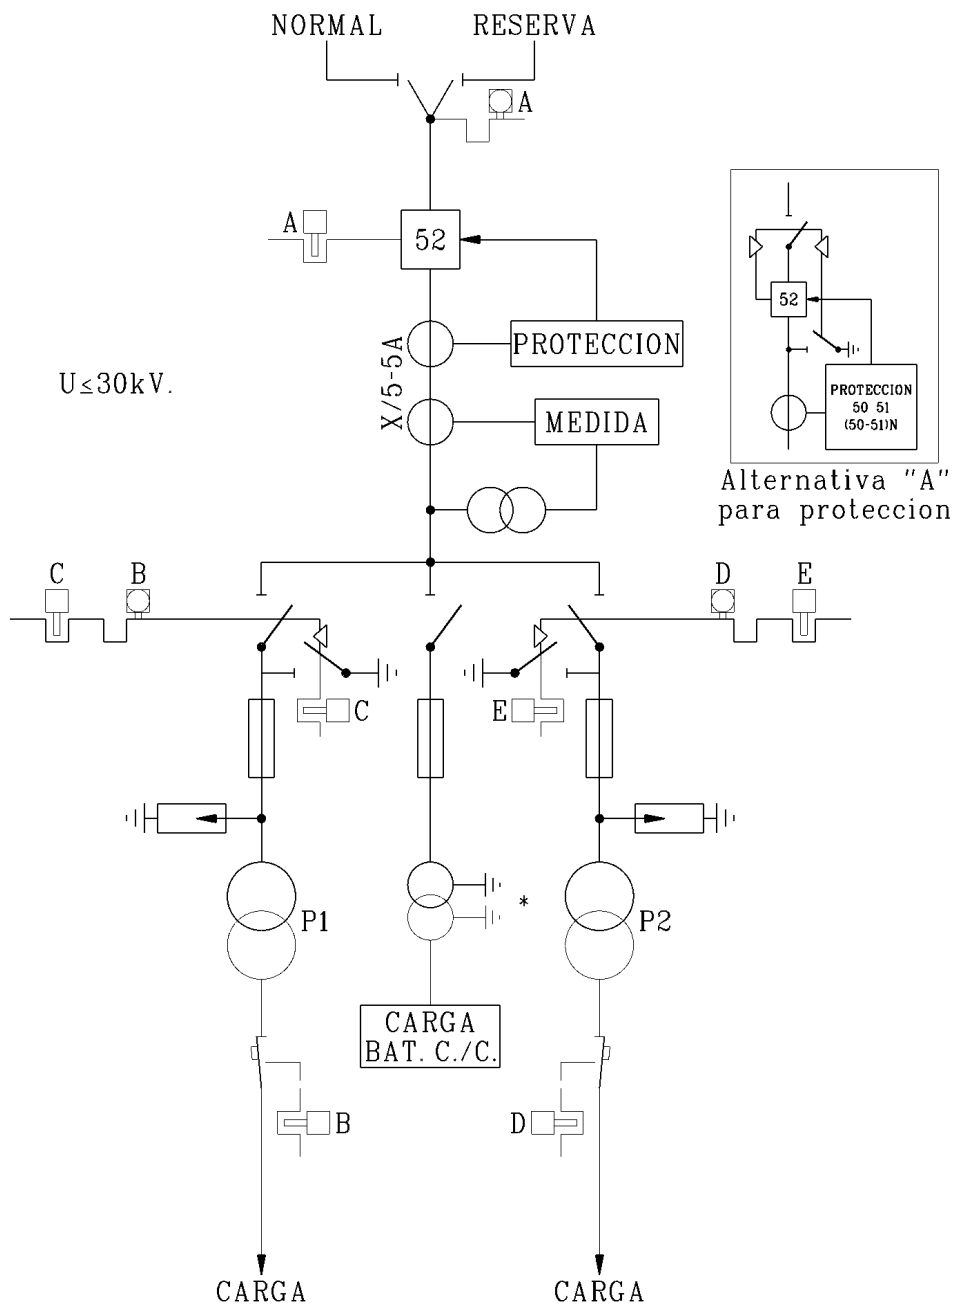 NORMAL
RESERVA
A
A
52
X/5-5A
PROTECCION
U≤30kV.
MEDIDA
52
PROTECCION
50 51
(50-51)N
Alternativa "A"
para proteccion
C
B
D
E
C
E
P1
*
P2
CARGA
BAT. C./C.
B
D
CARGA
CARGA